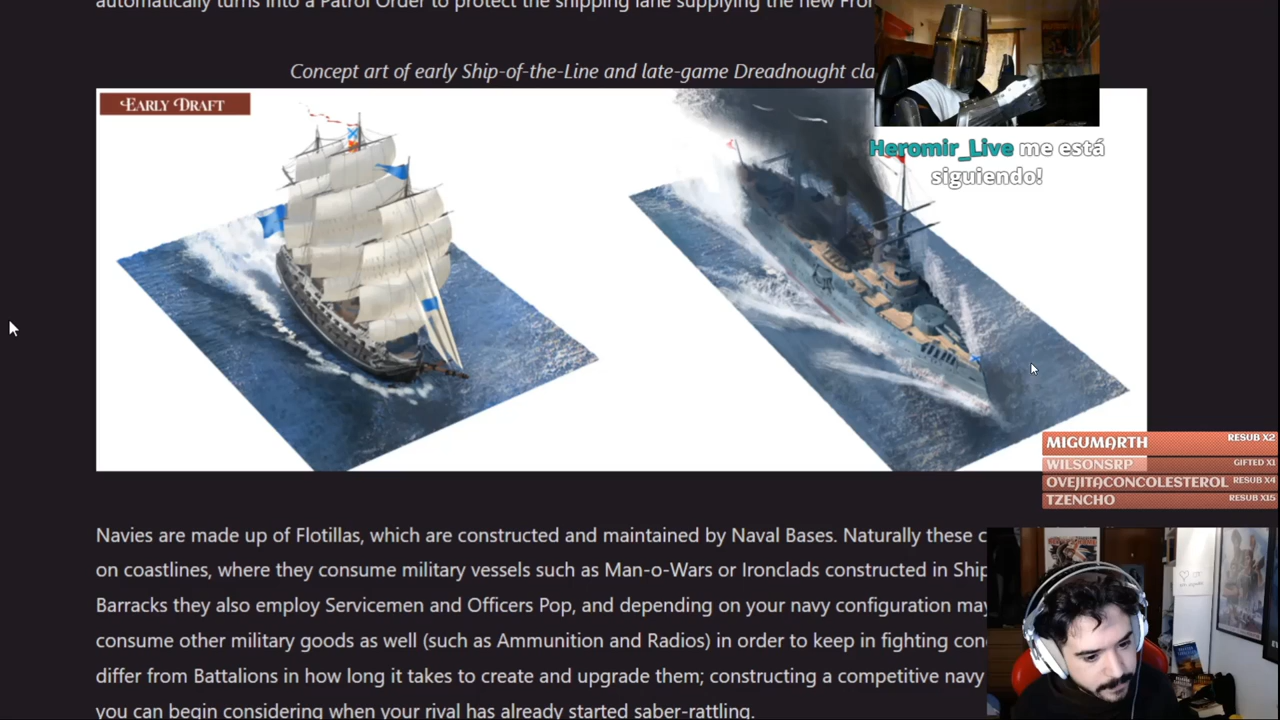 automatically turns into a Patrol Order to protect the shipping lane supplying the new
Concept art of early Ship-of-the-Line and late-game Dreadnought
EARLY DRAFT
Heromir_Live me está
siguiendo!
MIGUMARTH RESUB X2
WILSONSRP GIFTED X1
OVEJITACONCOLESTEROL RESUB X4
TZENCHO RESUB X15
Navies are made up of Flotillas, which are constructed and maintained by Naval Bases. Naturally these
on coastlines, where they consume military vessels such as Man-o-Wars or Ironclads constructed in
Barracks they also employ Servicemen and Officers Pop, and depending on your navy configuration
consume other military goods as well (such as Ammunition and Radios) in order to keep in fighting
differ from Battalions in how long it takes to create and upgrade them; constructing a competitive navy
you can begin considering when your rival has already started saber-rattling.